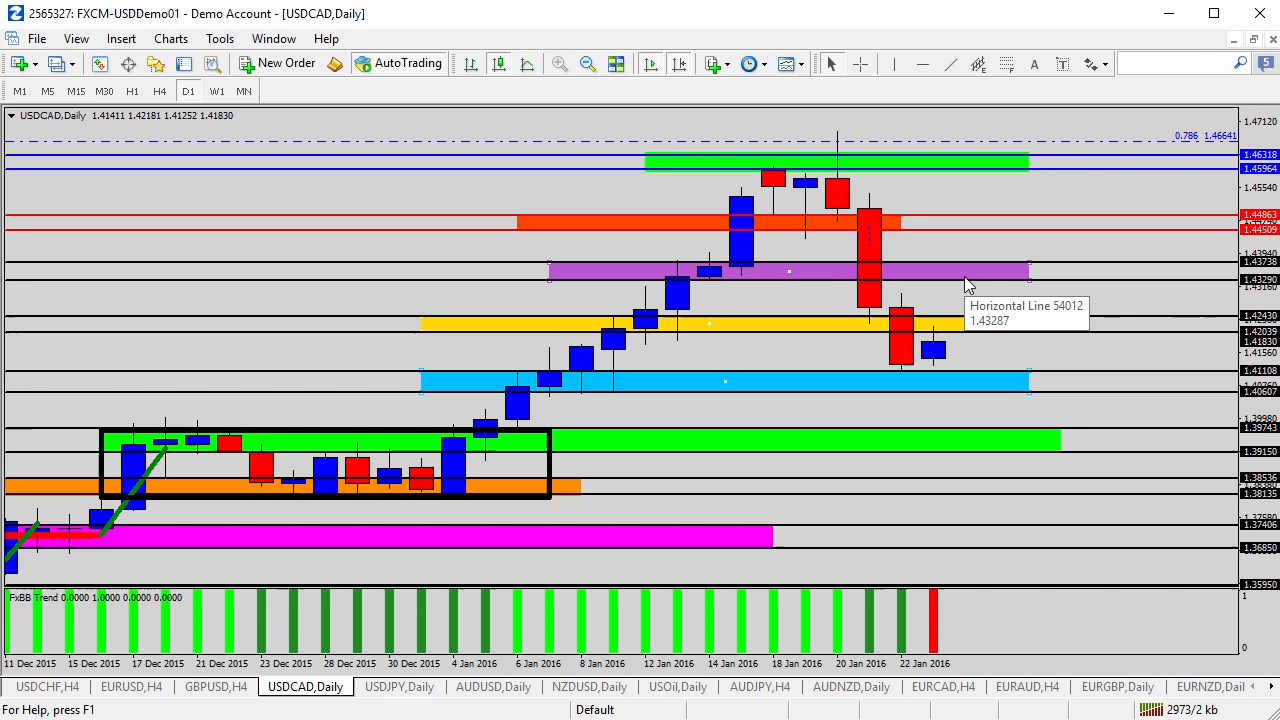 2565327: FXCM-USDDemo01 - Demo Account - [USDCAD,Daily]
File View Insert Charts Tools Window Help
New Order AutoTrading A T 5
M1 M5 M15 M30 H1 H4 D1 W1 MN
USDCAD,Daily 1.41411 1.42181 1.41252 1.41830
1.47120
0.786 1.46641
1.46318
1.45964
1.45540
1.44863
1.44509
1.43940
1.43738
1.43290
1.43160
Horizontal Line 54012
1.43287
1.42430
1.42039
1.41830
1.41560
1.41108
1.40607
1.39980
1.39743
1.39150
1.38536
1.38135
1.37580
1.37406
1.36850
1.35950
FxBB Trend 0.0000 1.0000 0.0000 0.0000
1
0
11 Dec 2015 15 Dec 2015 17 Dec 2015 21 Dec 2015 23 Dec 2015 28 Dec 2015 30 Dec 2015 4 Jan 2016 6 Jan 2016 8 Jan 2016 12 Jan 2016 14 Jan 2016 18 Jan 2016 20 Jan 2016 22 Jan 2016
USDCHF,H4 EURUSD,H4 GBPUSD,H4 USDCAD,Daily USDJPY,Daily AUDUSD,Daily NZDUSD,Daily USOil,Daily AUDJPY,H4 AUDNZD,Daily EURCAD,H4 EURAUD,H4 EURGBP,Daily EURNZD,Dail
For Help, press F1 Default 2973/2 kb